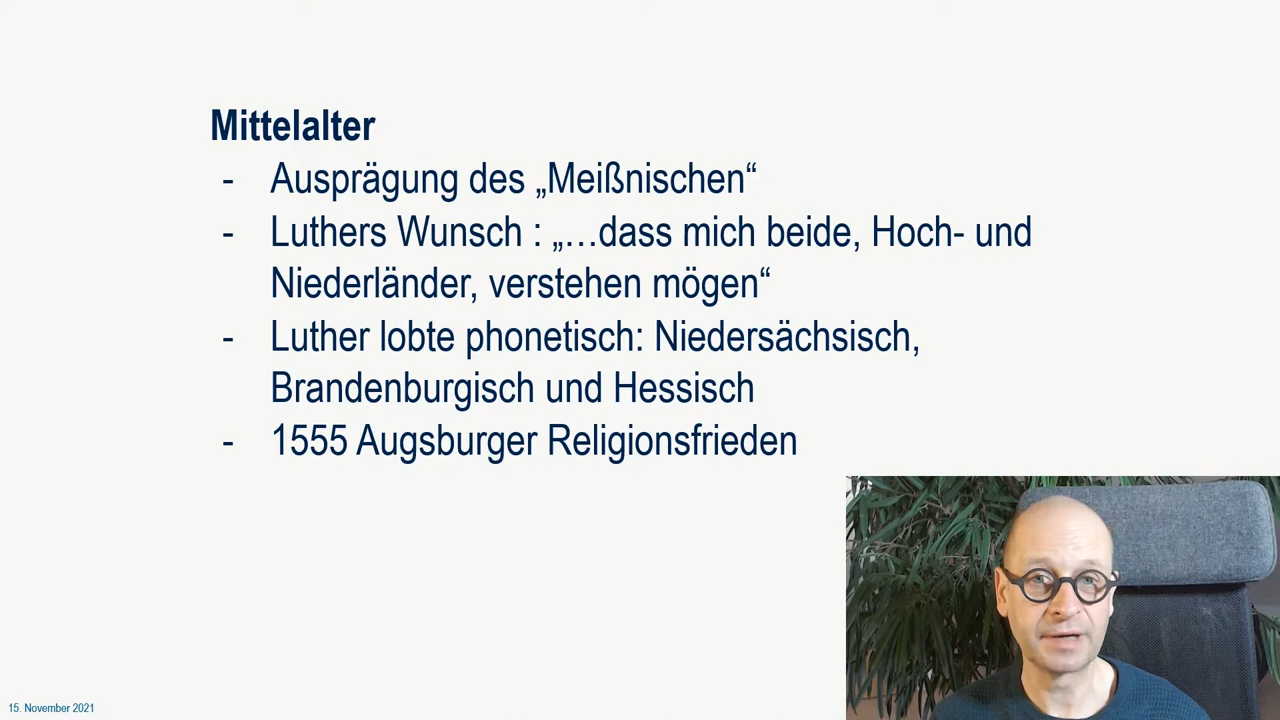 Mittelalter
- Ausprägung des „Meißnischen“
- Luthers Wunsch : „…dass mich beide, Hoch- und
Niederländer, verstehen mögen“
- Luther lobte phonetisch: Niedersächsisch,
Brandenburgisch und Hessisch
- 1555 Augsburger Religionsfrieden
15. November 2021